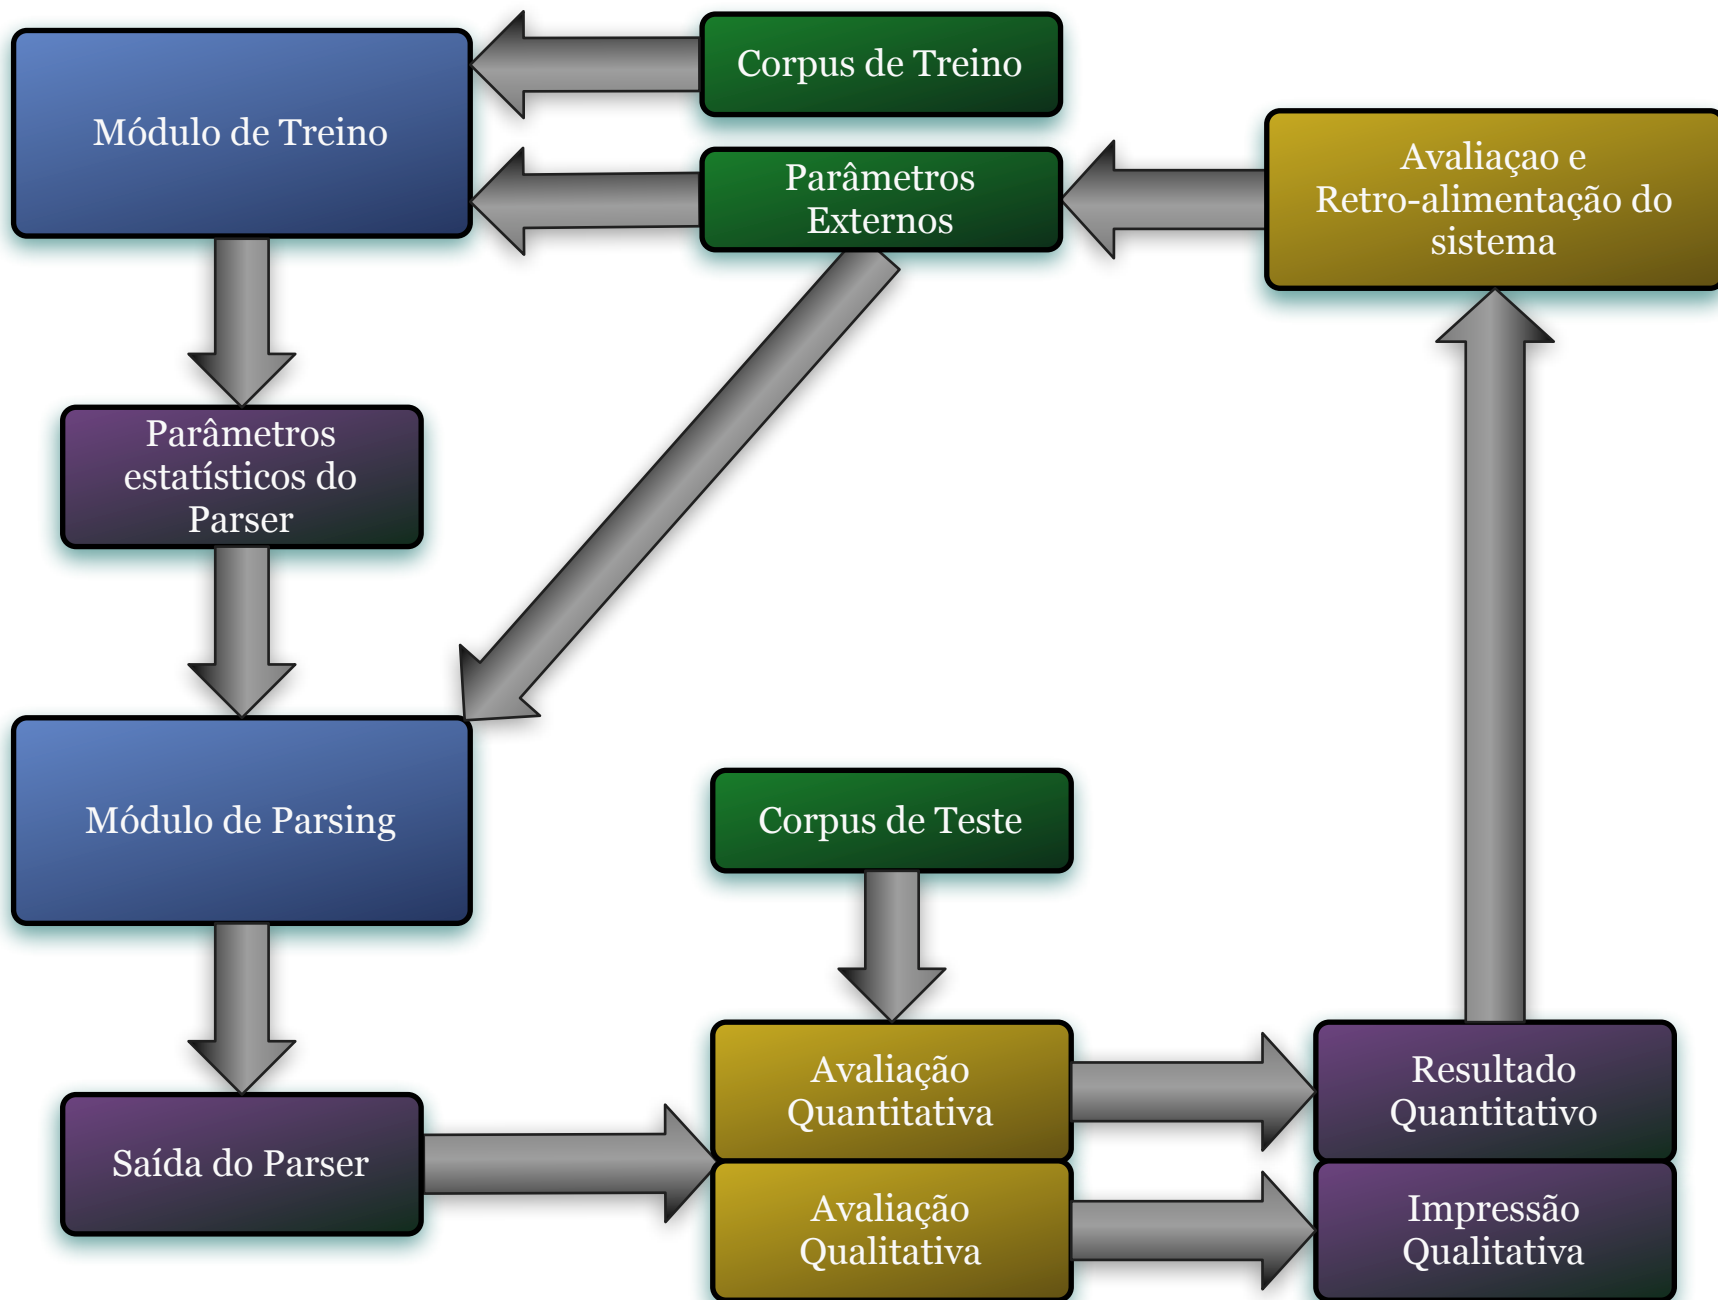 Corpus de Treino
Módulo de Treino
Parâmetros
Externos
Avaliaçao e
Retro-alimentação do
sistema
Parâmetros
estatísticos do
Parser
Módulo de Parsing
Corpus de Teste
Avaliação
Quantitativa
Resultado
Quantitativo
Saída do Parser
Avaliação
Qualitativa
Impressão
Qualitativa